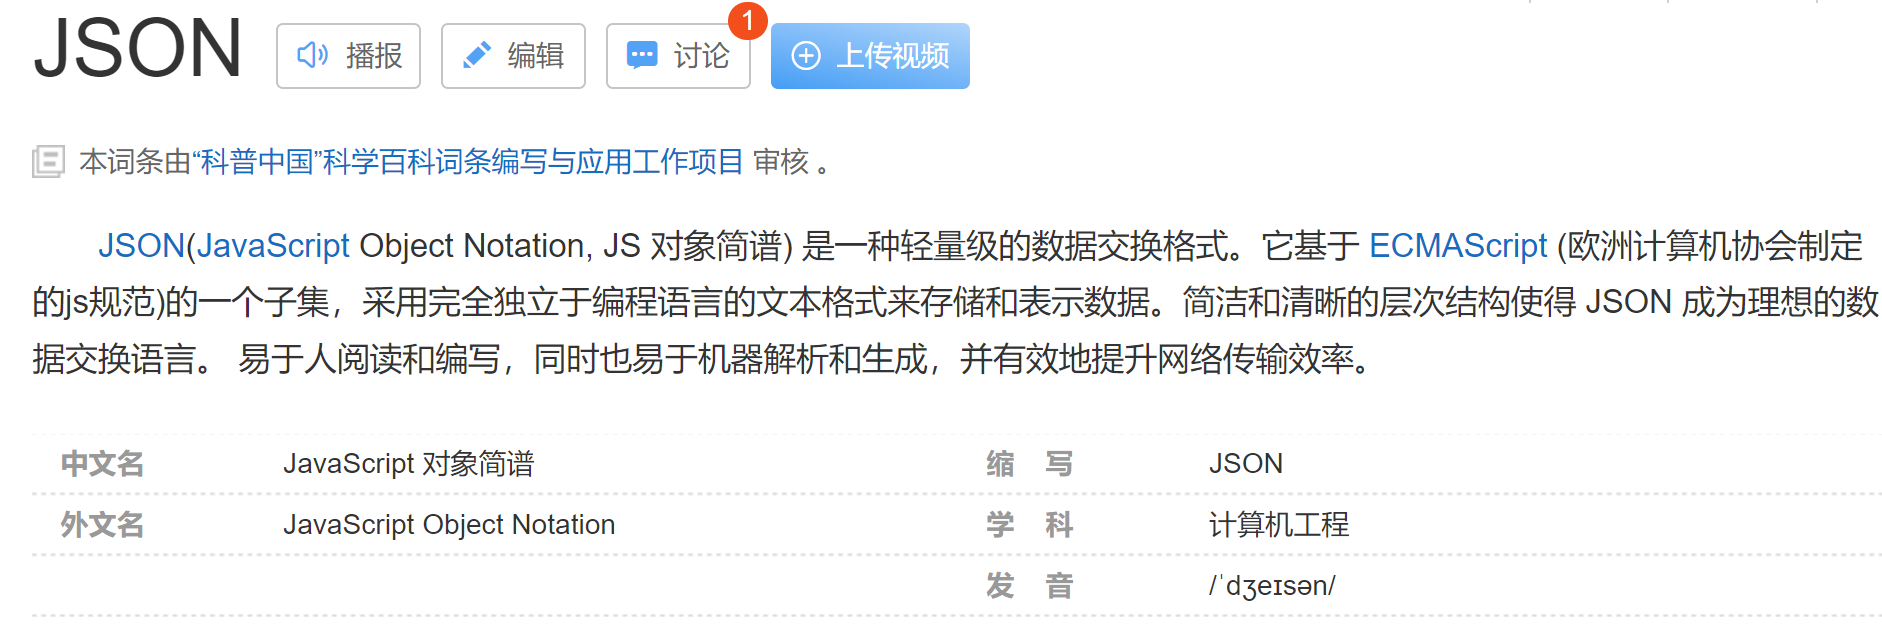 JSON 播报 编辑 讨论 1 上传视频
本词条由“科普中国”科学百科词条编写与应用工作项目 审核 。
JSON(JavaScript Object Notation, JS 对象简谱) 是一种轻量级的数据交换格式。它基于 ECMAScript (欧洲计算机协会制定
的js规范)的一个子集，采用完全独立于编程语言的文本格式来存储和表示数据。简洁和清晰的层次结构使得 JSON 成为理想的数
据交换语言。 易于人阅读和编写，同时也易于机器解析和生成，并有效地提升网络传输效率。
中文名 JavaScript 对象简谱 缩 写 JSON
外文名 JavaScript Object Notation 学 科 计算机工程
发 音 /ˈdʒeɪsən/